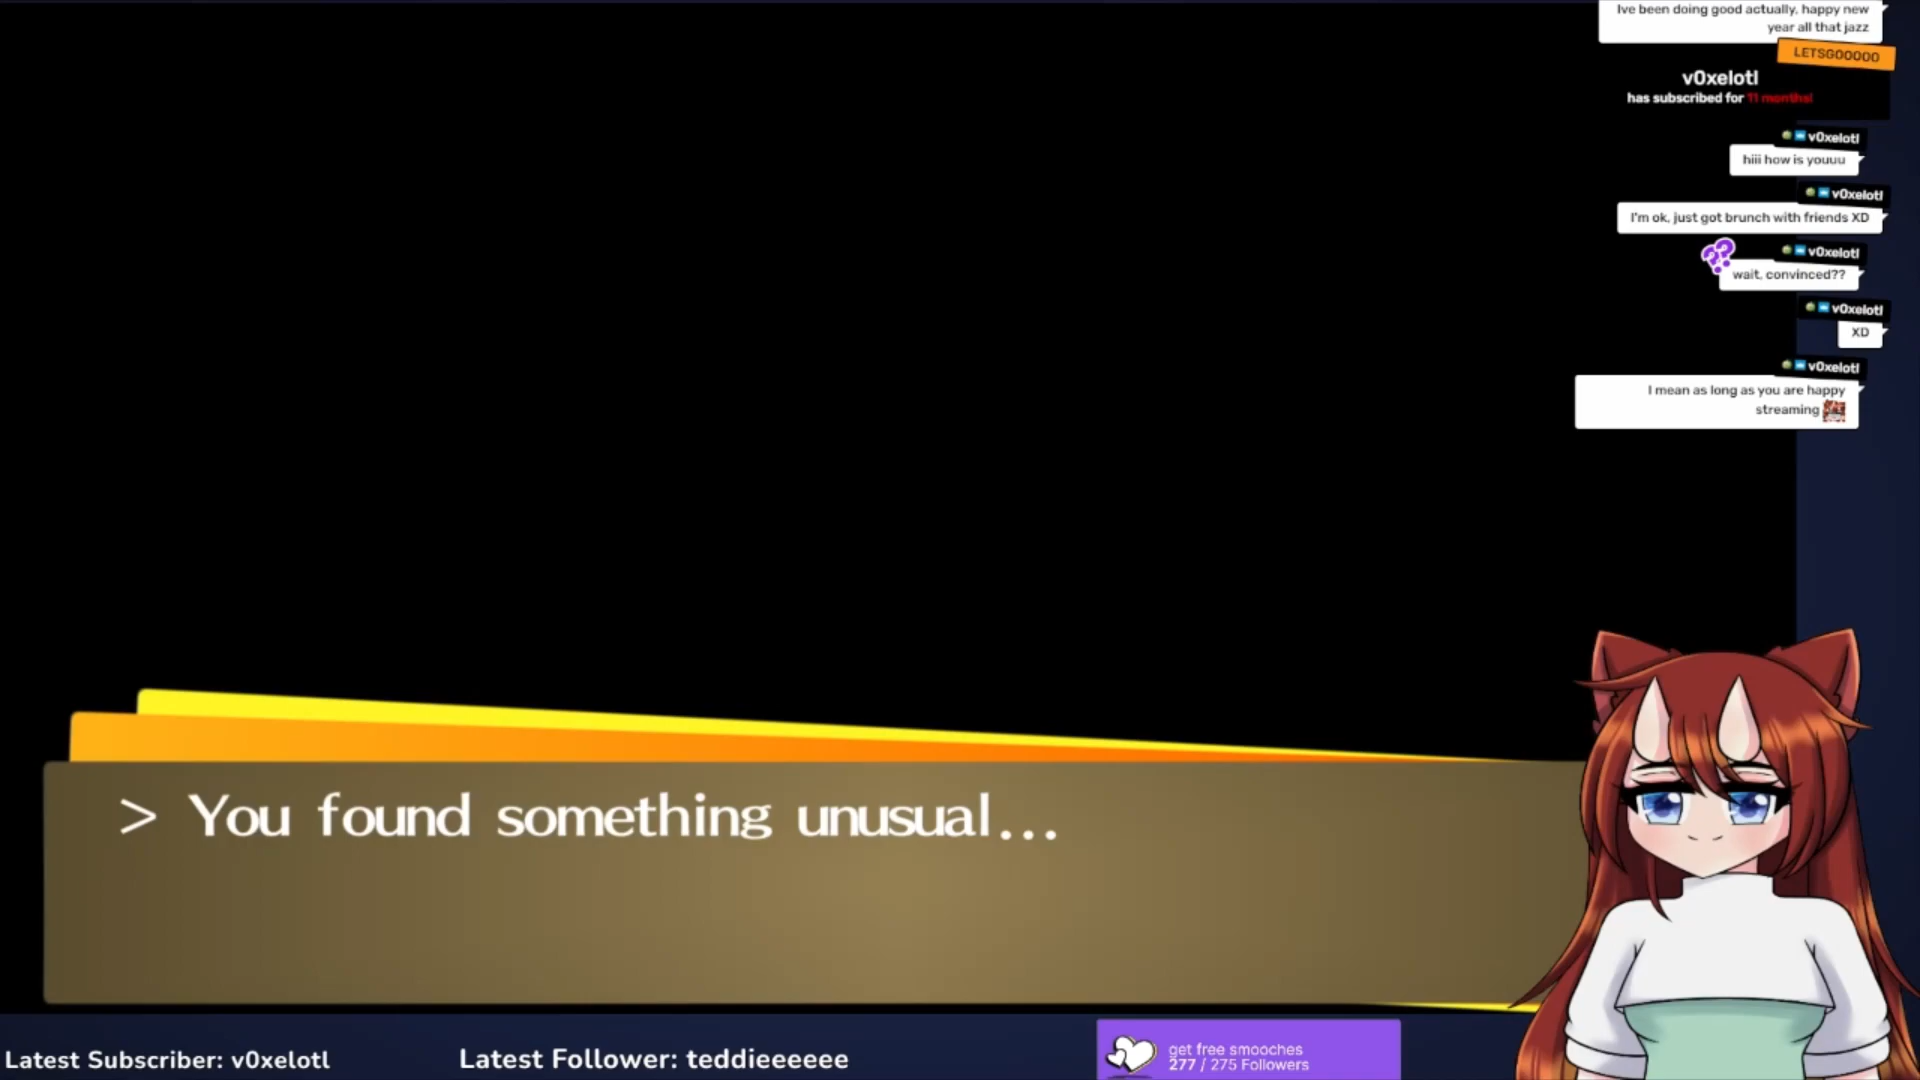 Ive been doing good actually, happy new
year all that jazz
LETSGOOOOO
v0xelotl
has subscribed for 11 months!
v0xelotl
hiii how is youuu
v0xelotl
I'm ok, just got brunch with friends XD
v0xelotl
wait, convinced??
v0xelotl
XD
v0xelotl
I mean as long as you are happy
streaming
> You found something unusual...
Latest Subscriber: v0xelotl
Latest Follower: teddieeeeee
get free smooches
277 / 275 Followers